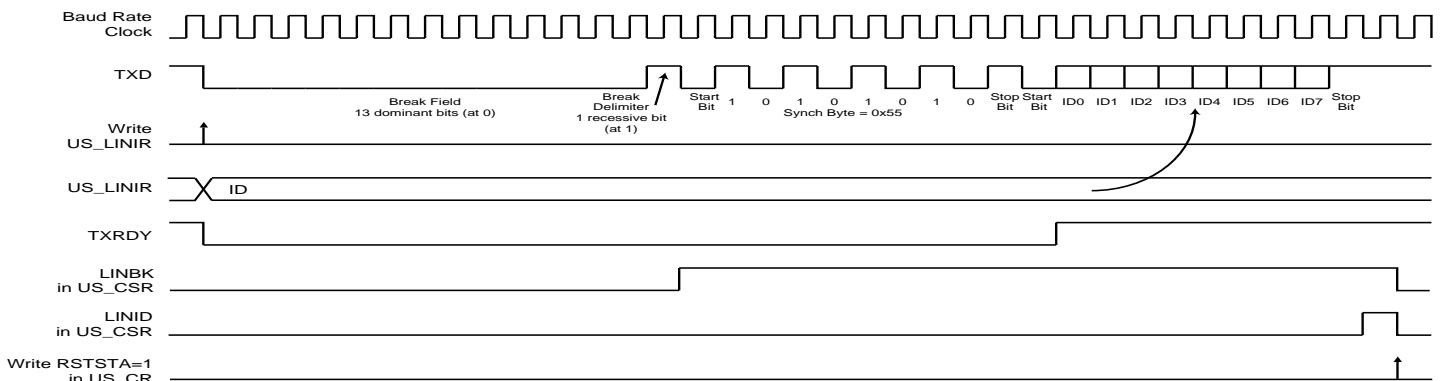 Baud Rate
Clock
TXD
Break Field
13 dominant bits (at 0)
Break
Delimiter
1 recessive bit
(at 1)
Start
Bit
1 0 1 0 1 0 1 0
Synch Byte = 0x55
Stop
Bit
Start
Bit
ID0 ID1 ID2 ID3 ID4 ID5 ID6 ID7
Stop
Bit
Write
US_LINIR
US_LINIR
ID
TXRDY
LINBK
in US_CSR
LINID
in US_CSR
Write RSTSTA=1
in US_CR